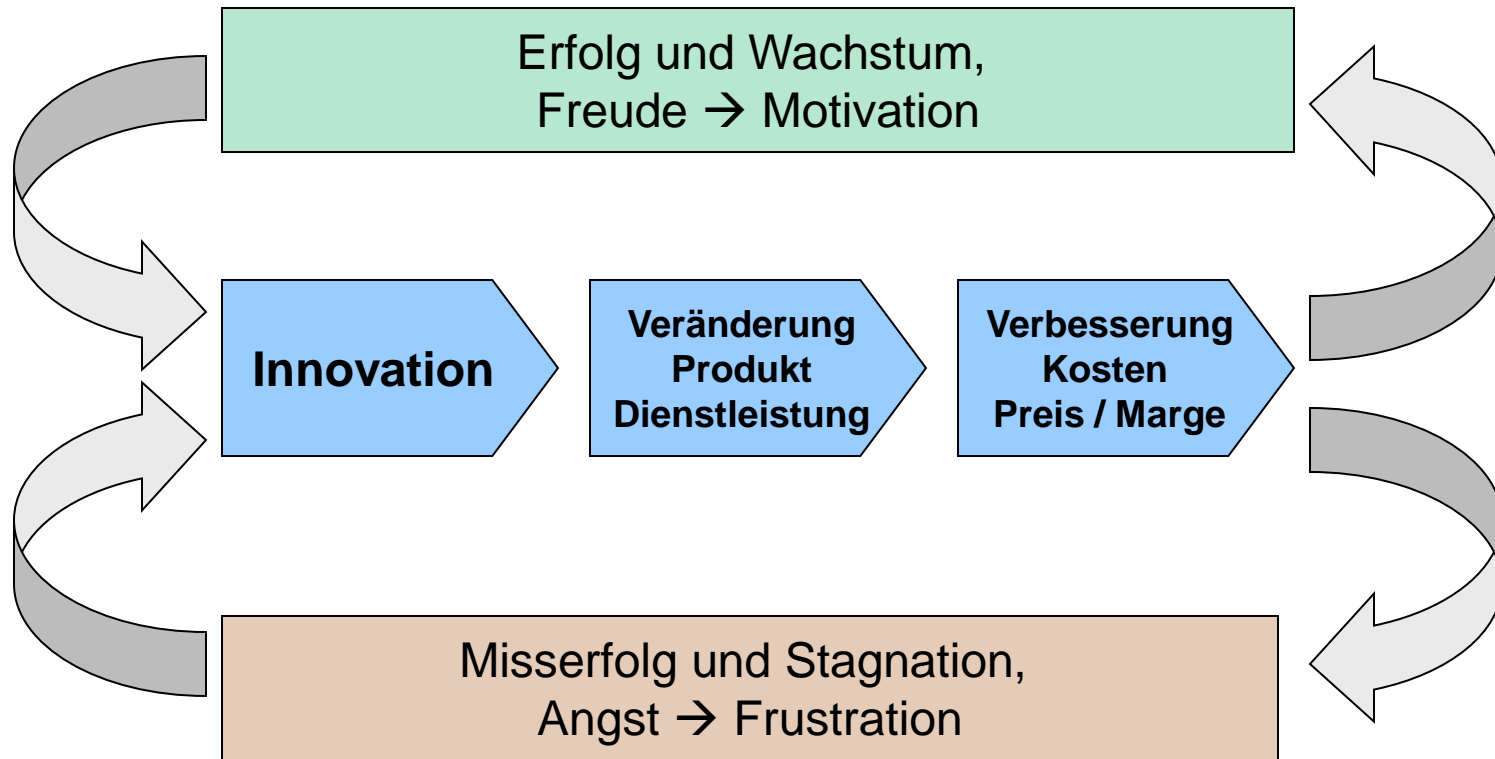 Erfolg und Wachstum,
Freude → Motivation
Innovation
Veränderung
Produkt
Dienstleistung
Verbesserung
Kosten
Preis / Marge
Misserfolg und Stagnation,
Angst → Frustration